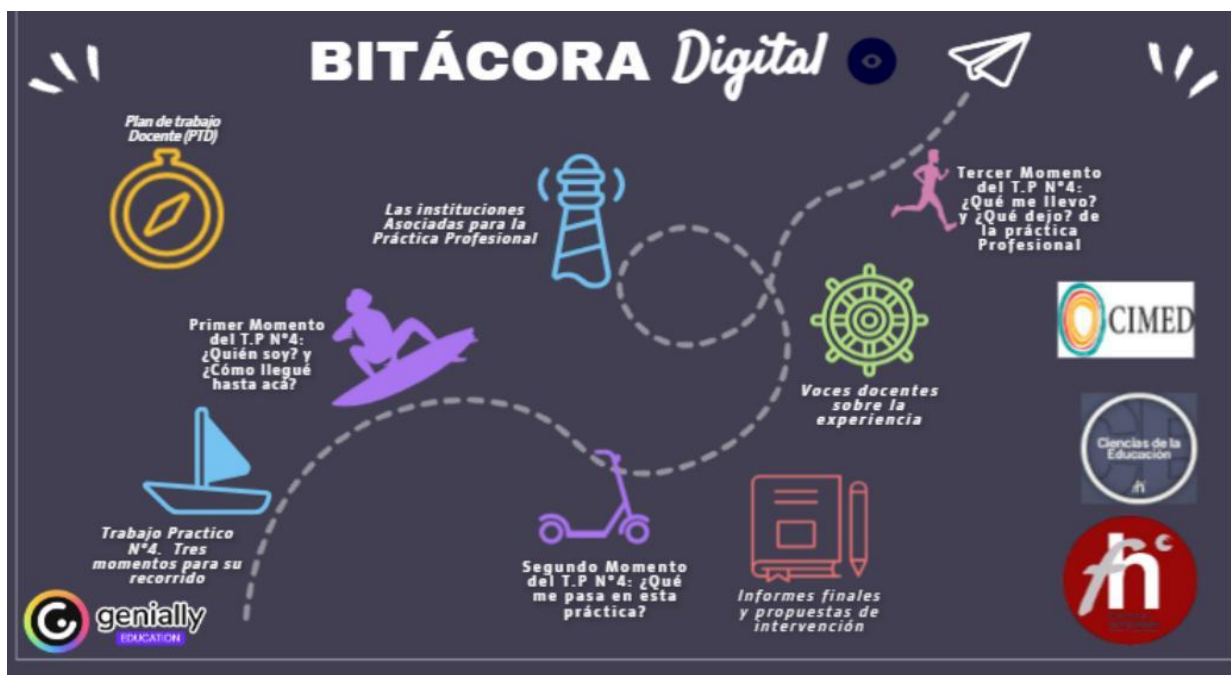 BITÁCORA Digital
Plan de trabajo
Docente (PTD)
Las instituciones
Asociadas para la
Práctica Profesional
Tercer Momento
del T.P N°4:
¿Qué me llevo?
y ¿Qué dejo? de
la práctica
Profesional
Primer Momento
del T.P N°4:
¿Quién soy? y
¿Cómo llegué
hasta acá?
CIMED
Voces docentes
sobre la
experiencia
Ciencias de la
Educación
Trabajo Practico
N°4. Tres
momentos para su
recorrido
Segundo Momento
del T.P N°4: ¿Qué
me pasa en esta
práctica?
Informes finales
y propuestas de
intervención
fhc
genially
EDUCATION